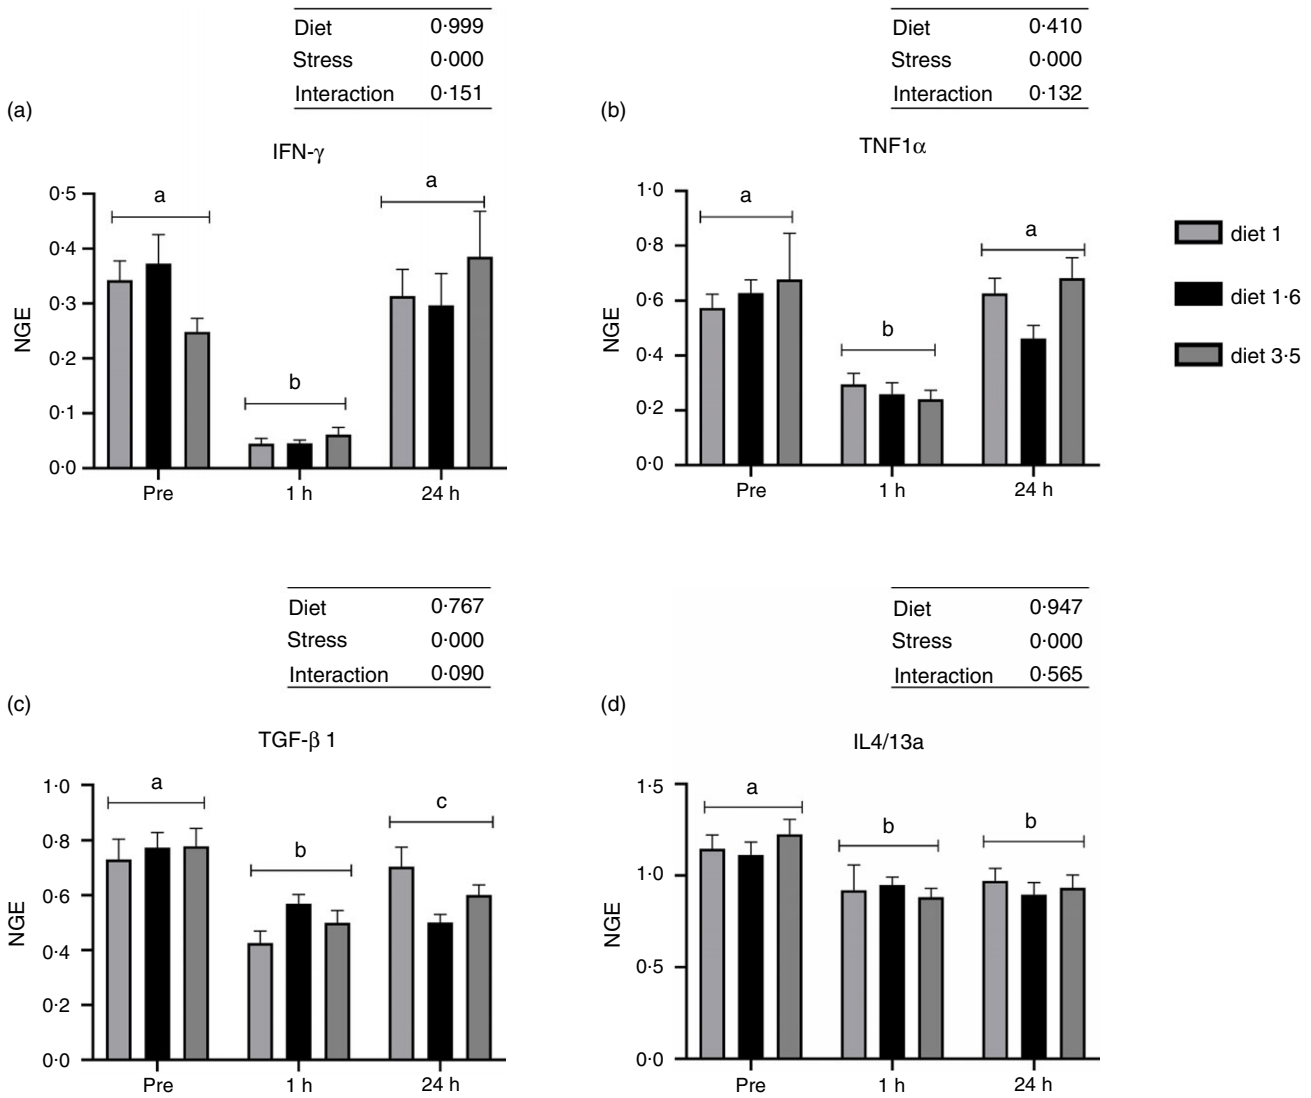 Diet 0·999
Stress 0·000
Interaction 0·151
(a)
IFN-γ
0·5
0·4
0·3
0·2
0·1
0·0
NGE
a
b
a
Pre 1 h 24 h
Diet 0·410
Stress 0·000
Interaction 0·132
(b)
TNF1α
1·0
0·8
0·6
0·4
0·2
0·0
NGE
a
b
a
Pre 1 h 24 h
diet 1
diet 1·6
diet 3·5
Diet 0·767
Stress 0·000
Interaction 0·090
(c)
TGF-β 1
1·0
0·8
0·6
0·4
0·2
0·0
NGE
a
b
c
Pre 1 h 24 h
Diet 0·947
Stress 0·000
Interaction 0·565
(d)
IL4/13a
1·5
1·0
0·5
0·0
NGE
a
b
b
Pre 1 h 24 h